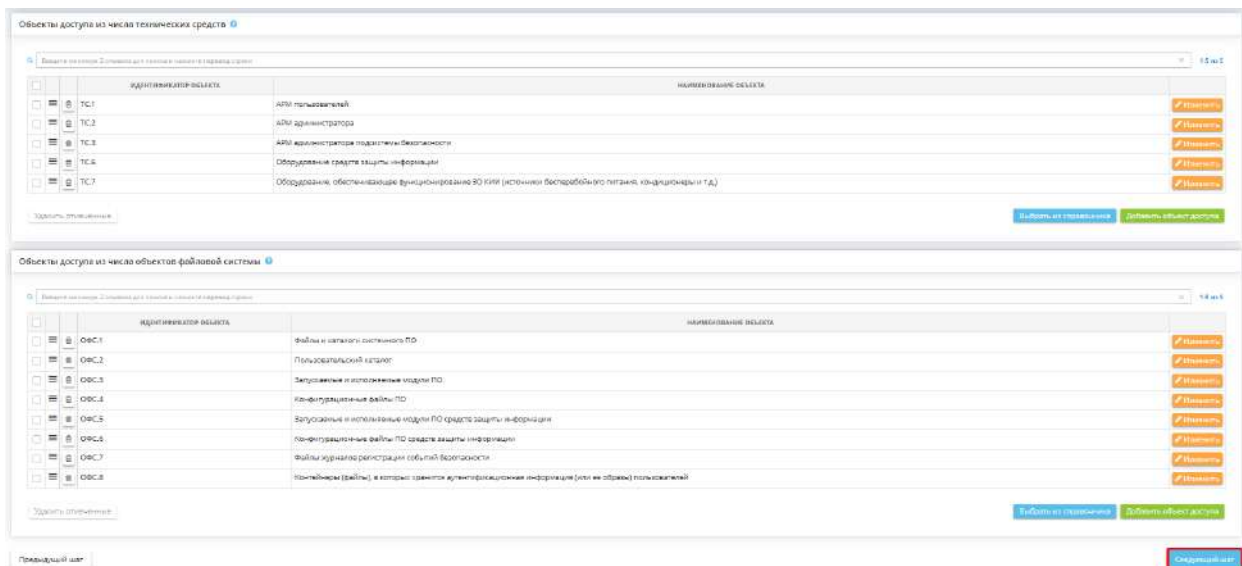 Объекты доступа из числа технических средств
ИДЕНТИФИКАТОР ОБЪЕКТА НАИМЕНОВАНИЕ ОБЪЕКТА
ТС.1 АРМ пользователей Изменить
ТС.2 АРМ администратора Изменить
ТС.3 АРМ администратора подсистемы безопасности Изменить
ТС.6 Оборудование средств защиты информации Изменить
ТС.7 Оборудование, обеспечивающее функционирование ЗО КИИ (источники бесперебойного питания, кондиционеры и т.д.) Изменить
Удалить отмеченные Выбрать из справочника Добавить объект доступа
Объекты доступа из числа объектов файловой системы
ИДЕНТИФИКАТОР ОБЪЕКТА НАИМЕНОВАНИЕ ОБЪЕКТА
ОФС.1 Файлы и каталоги системного ПО Изменить
ОФС.2 Пользовательский каталог Изменить
ОФС.3 Запускаемые и исполняемые модули ПО Изменить
ОФС.4 Конфигурационные файлы ПО Изменить
ОФС.5 Запускаемые и исполняемые модули ПО средств защиты информации Изменить
ОФС.6 Конфигурационные файлы ПО средств защиты информации Изменить
ОФС.7 Файлы журналов регистрации событий безопасности Изменить
ОФС.8 Контейнеры (файлы), в которых хранится аутентификационная информация (или ее образы) пользователей Изменить
Удалить отмеченные Выбрать из справочника Добавить объект доступа
Предыдущий шаг Следующий шаг